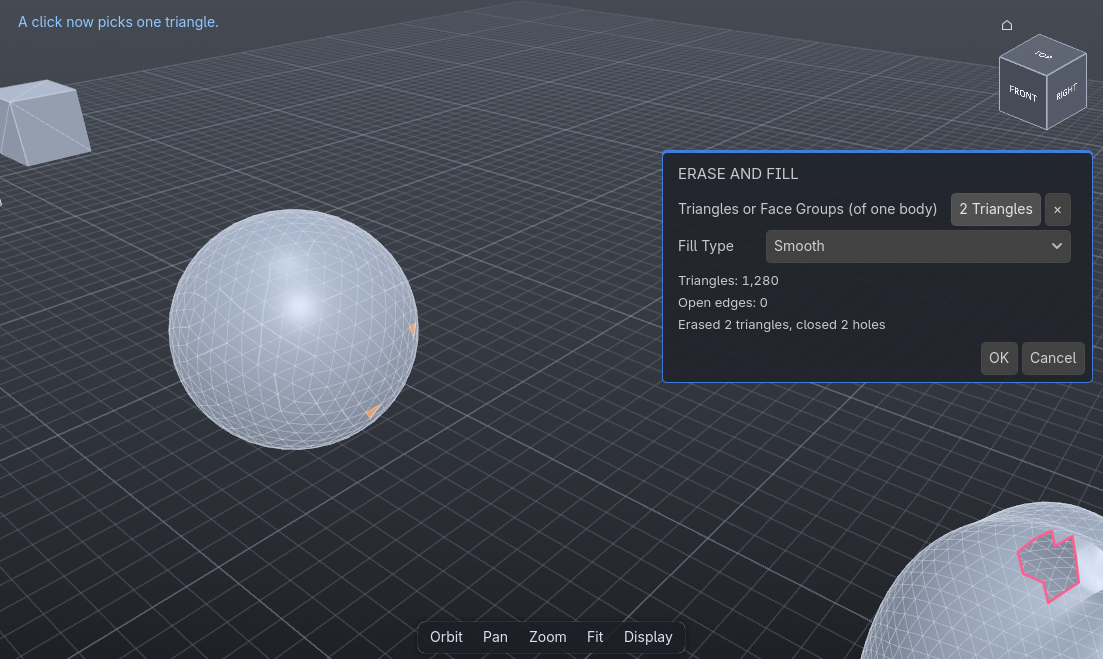 A click now picks one triangle.
TOP
FRONT
RIGHT
ERASE AND FILL
Triangles or Face Groups (of one body) 2 Triangles ×
Fill Type Smooth
Triangles: 1,280
Open edges: 0
Erased 2 triangles, closed 2 holes
OK Cancel
Orbit Pan Zoom Fit Display